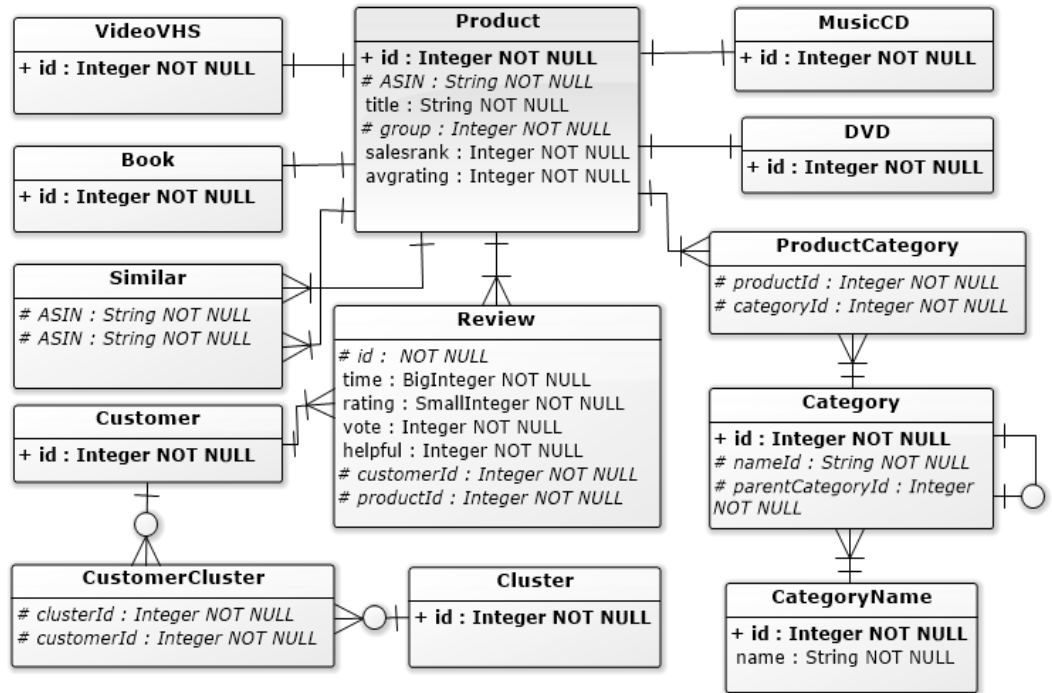 VideoVHS
+ id : Integer NOT NULL
Product
+ id : Integer NOT NULL
# ASIN : String NOT NULL
title : String NOT NULL
# group : Integer NOT NULL
salesrank : Integer NOT NULL
avgrating : Integer NOT NULL
MusicCD
+ id : Integer NOT NULL
Book
+ id : Integer NOT NULL
DVD
+ id : Integer NOT NULL
Similar
# ASIN : String NOT NULL
# ASIN : String NOT NULL
ProductCategory
# productId : Integer NOT NULL
# categoryId : Integer NOT NULL
Review
# id :  NOT NULL
time : BigInteger NOT NULL
rating : SmallInteger NOT NULL
vote : Integer NOT NULL
helpful : Integer NOT NULL
# customerId : Integer NOT NULL
# productId : Integer NOT NULL
Customer
+ id : Integer NOT NULL
Category
+ id : Integer NOT NULL
# nameId : String NOT NULL
# parentCategoryId : Integer
NOT NULL
CustomerCluster
# clusterId : Integer NOT NULL
# customerId : Integer NOT NULL
Cluster
+ id : Integer NOT NULL
CategoryName
+ id : Integer NOT NULL
name : String NOT NULL